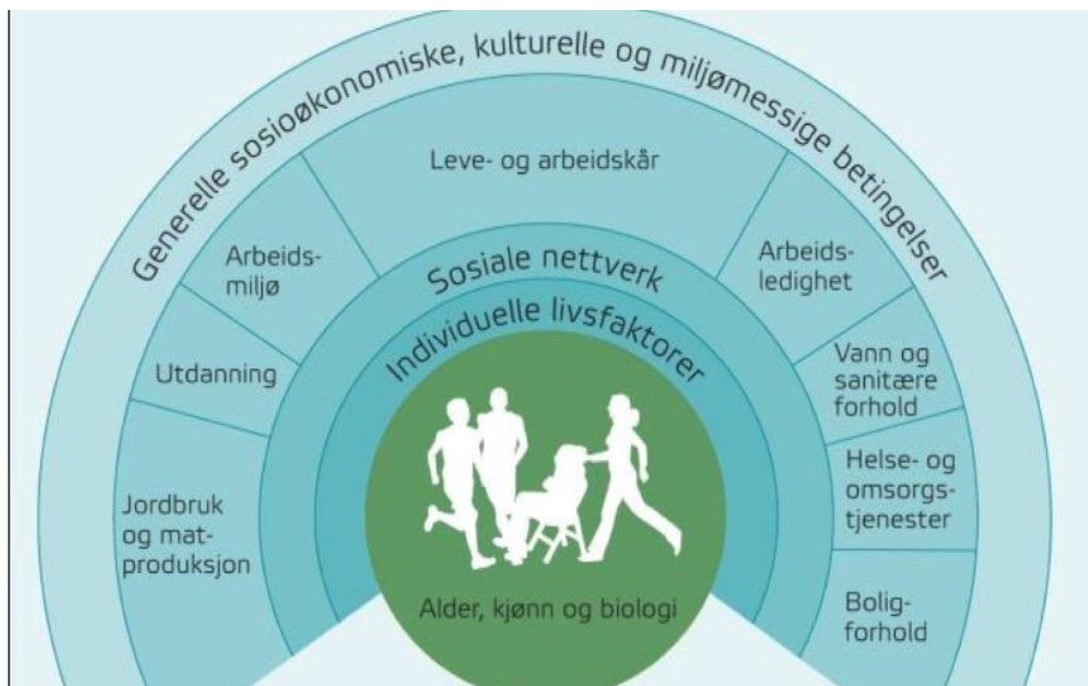 Generelle sosioøkonomiske, kulturelle og miljømessige betingelser
Leve- og arbeidskår
Arbeids-
miljø
Arbeids-
ledighet
Sosiale nettverk
Individuelle livsfaktorer
Utdanning
Vann og
sanitære
forhold
Jordbruk
og mat-
produksjon
Helse- og
omsorgs-
tjenester
Bolig-
forhold
Alder, kjønn og biologi